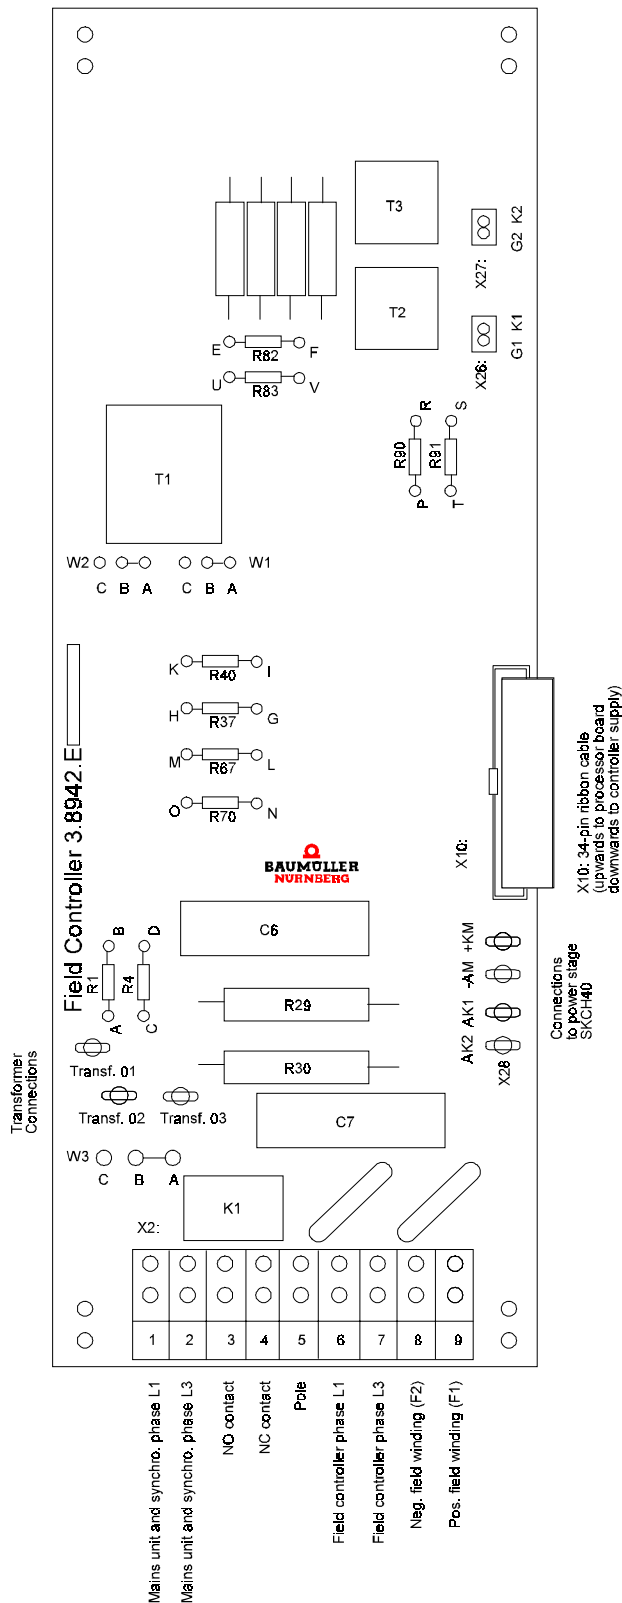 T3
G2 K2
X27:
T2
G1 K1
X26:
E
R82
F
U
R83
V
R
S
R90
R91
P
T
T1
W2
W1
C
B
A
C
B
A
K
R40
I
H
R37
G
M
R67
L
O
R70
N
Field Controller 3.8942.E
BAUMÜLLER
NÜRNBERG
X10:
X10: 34-pin ribbon cable
(upwards to processor board
downwards to controller supply)
C6
B
D
R1
R4
A
C
R29
R30
AK2 AK1 -AM +KM
X28
Connections
to power stage
SKCH40
Transformer
Connections
Transf. 01
Transf. 02
Transf. 03
C7
W3
C
B
A
K1
X2:
1
2
3
4
5
6
7
8
9
Mains unit and synchro. phase L1
Mains unit and synchro. phase L3
NO contact
NC contact
Pole
Field controller phase L1
Field controller phase L3
Neg. field winding (F2)
Pos. field winding (F1)